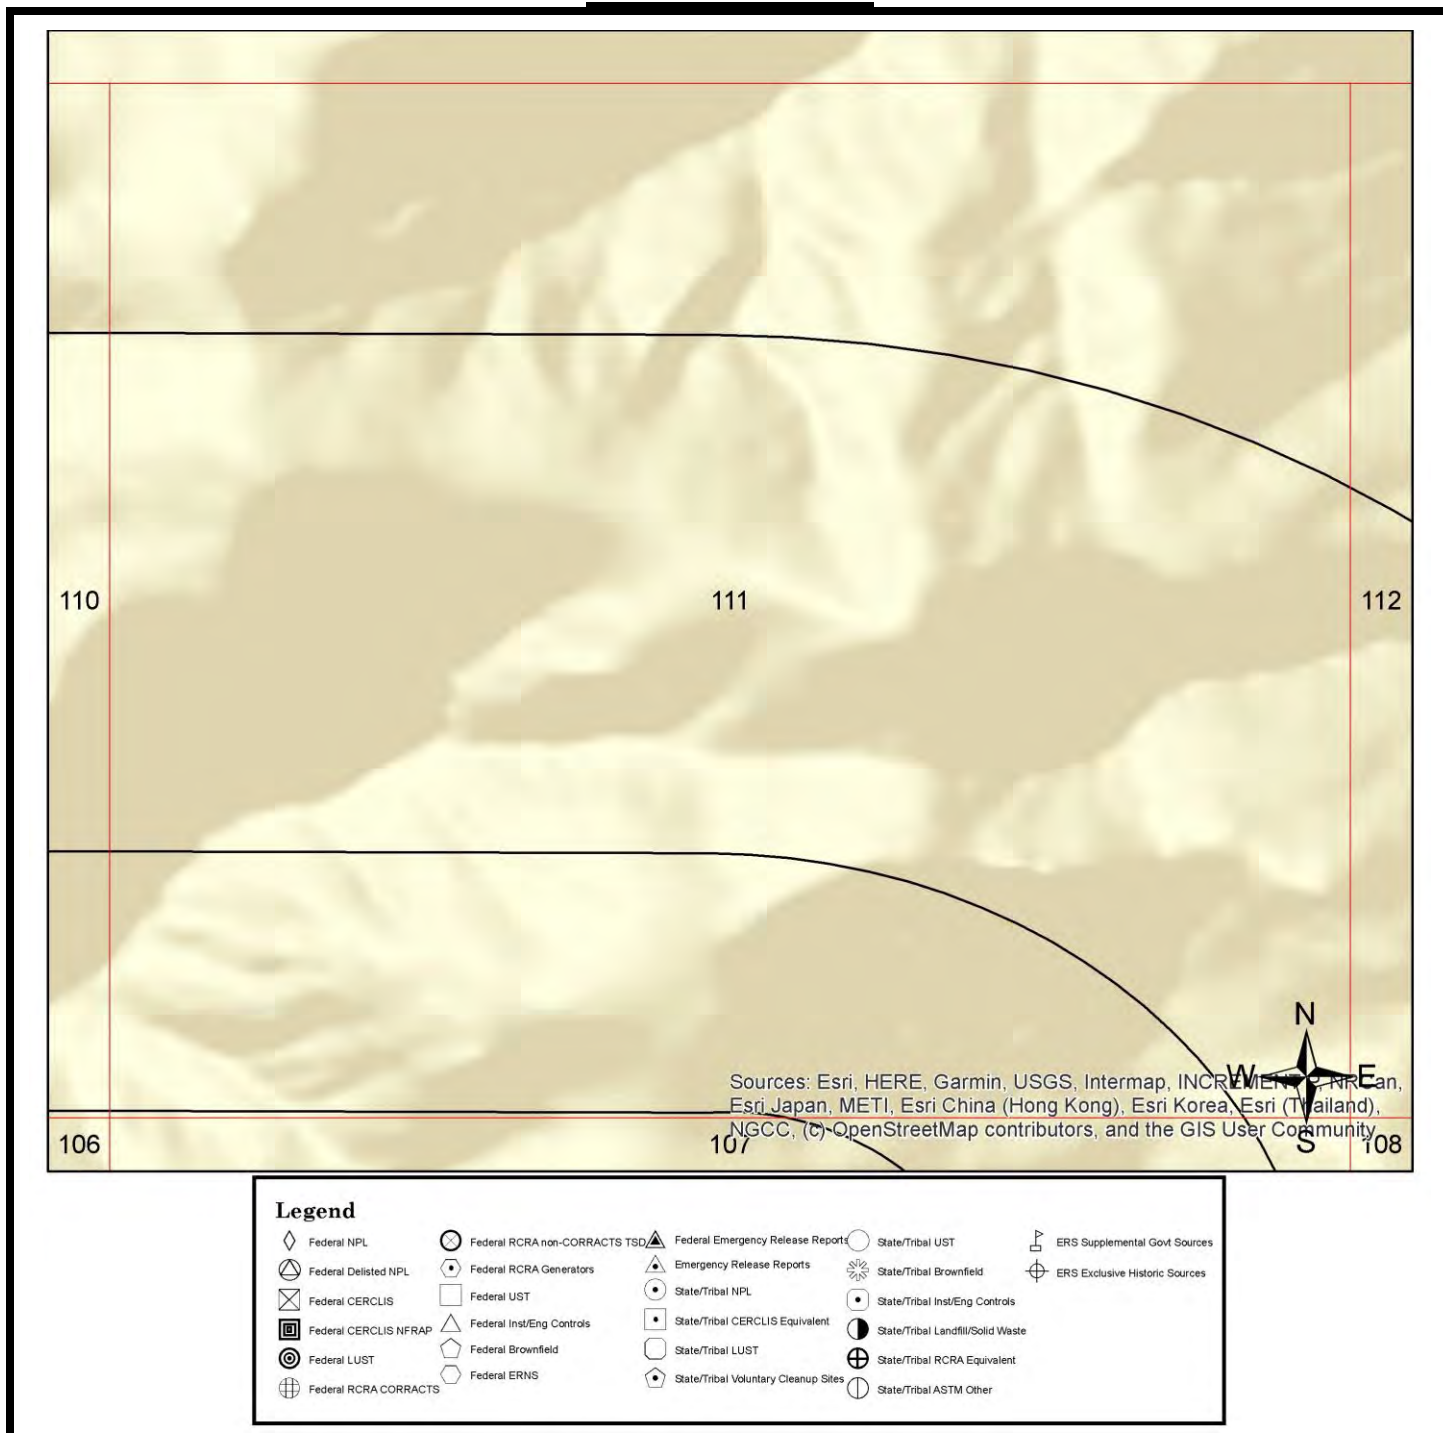 110
111
112
N
W
E
S
Sources: Esri, HERE, Garmin, USGS, Intermap, INCREMENT P, NRCan,
Esri Japan, METI, Esri China (Hong Kong), Esri Korea, Esri (Thailand),
NGCC, (c) OpenStreetMap contributors, and the GIS User Community
106
107
108
Legend
Federal NPL
Federal Delisted NPL
Federal CERCLIS
Federal CERCLIS NFRAP
Federal LUST
Federal RCRA CORRACTS
Federal RCRA non-CORRACTS TSD
Federal RCRA Generators
Federal UST
Federal Inst/Eng Controls
Federal Brownfield
Federal ERNS
Federal Emergency Release Reports
Emergency Release Reports
State/Tribal NPL
State/Tribal CERCLIS Equivalent
State/Tribal LUST
State/Tribal Voluntary Cleanup Sites
State/Tribal UST
State/Tribal Brownfield
State/Tribal Inst/Eng Controls
State/Tribal Landfill/Solid Waste
State/Tribal RCRA Equivalent
State/Tribal ASTM Other
ERS Supplemental Govt Sources
ERS Exclusive Historic Sources